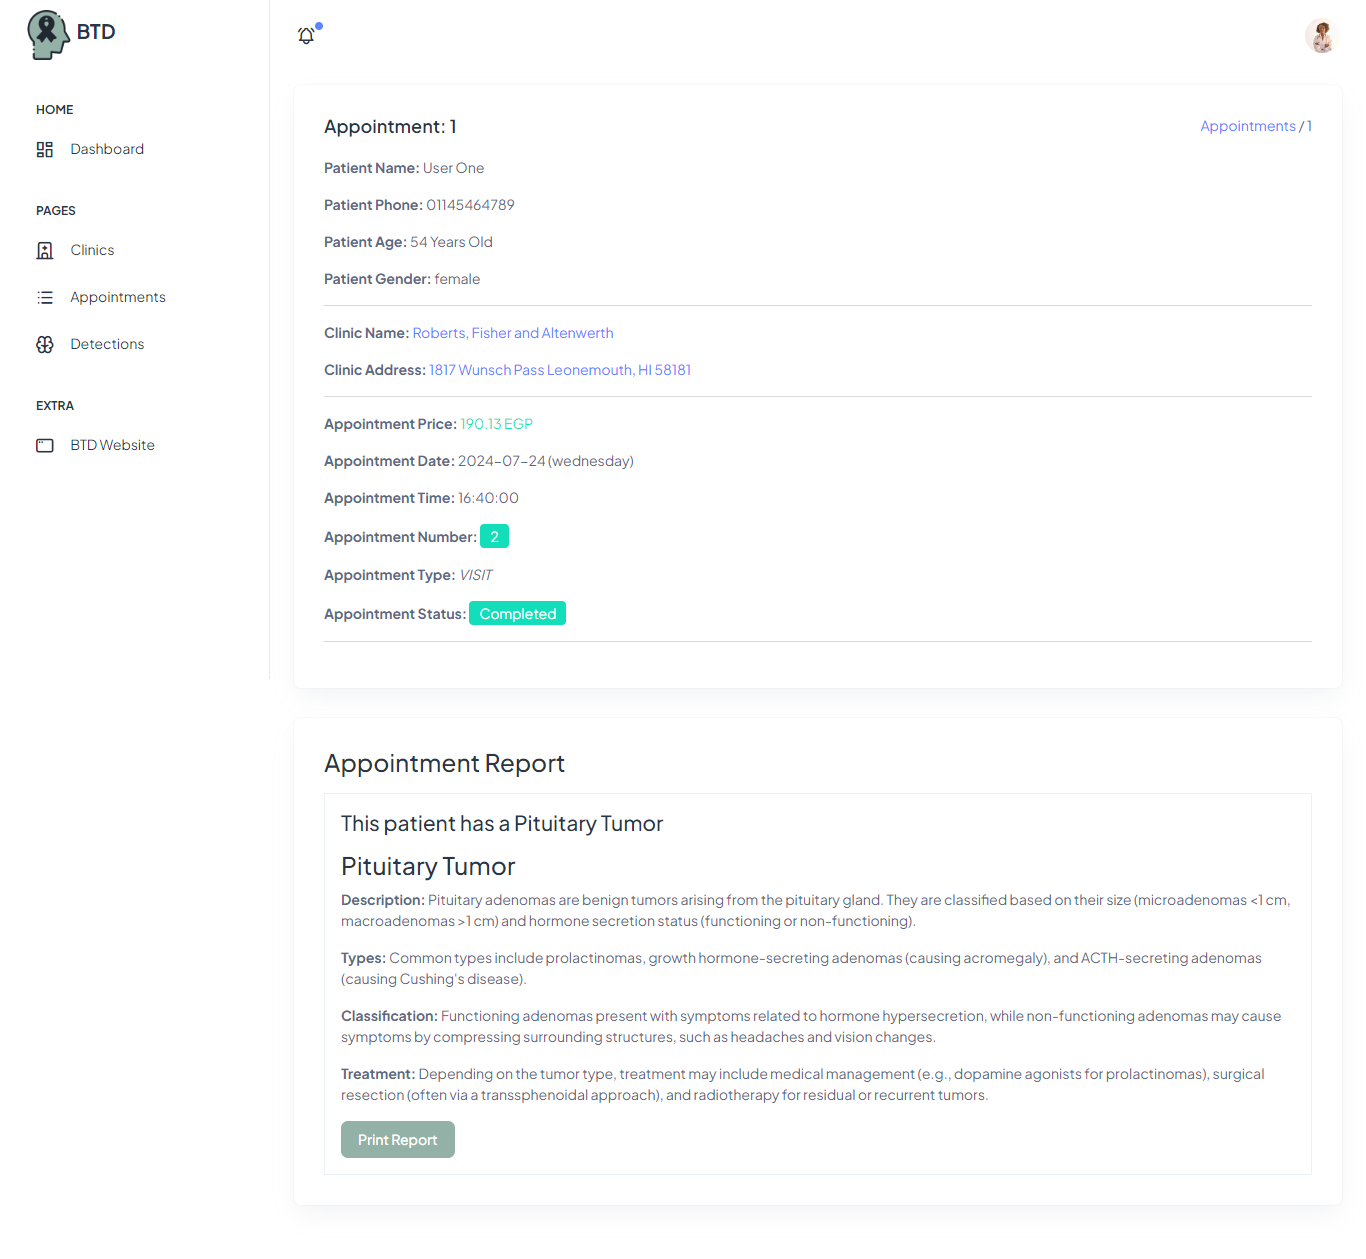 BTD
HOME
Dashboard
PAGES
Clinics
Appointments
Detections
EXTRA
BTD Website
Appointment: 1
Appointments / 1
Patient Name: User One
Patient Phone: 01145464789
Patient Age: 54 Years Old
Patient Gender: female
Clinic Name: Roberts, Fisher and Altenwerth
Clinic Address: 1817 Wunsch Pass Leonemouth, HI 58181
Appointment Price: 190.13 EGP
Appointment Date: 2024-07-24 (wednesday)
Appointment Time: 16:40:00
Appointment Number: 2
Appointment Type: VISIT
Appointment Status: Completed
Appointment Report
This patient has a Pituitary Tumor
Pituitary Tumor
Description: Pituitary adenomas are benign tumors arising from the pituitary gland. They are classified based on their size (microadenomas <1 cm,
macroadenomas >1 cm) and hormone secretion status (functioning or non-functioning).
Types: Common types include prolactinomas, growth hormone-secreting adenomas (causing acromegaly), and ACTH-secreting adenomas
(causing Cushing's disease).
Classification: Functioning adenomas present with symptoms related to hormone hypersecretion, while non-functioning adenomas may cause
symptoms by compressing surrounding structures, such as headaches and vision changes.
Treatment: Depending on the tumor type, treatment may include medical management (e.g., dopamine agonists for prolactinomas), surgical
resection (often via a transsphenoidal approach), and radiotherapy for residual or recurrent tumors.
Print Report